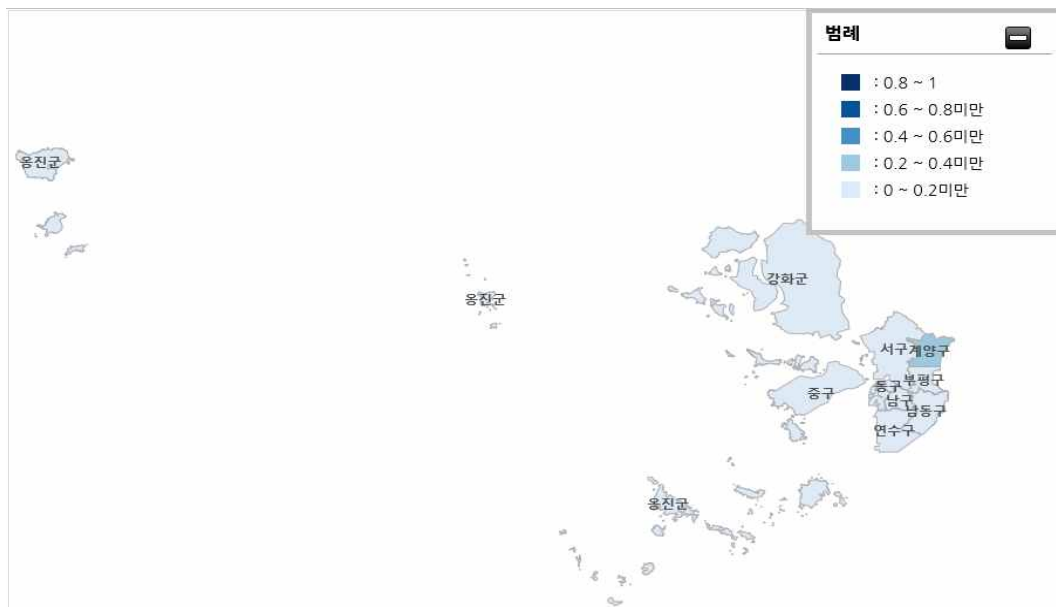 범례
: 0.8 ~ 1
: 0.6 ~ 0.8미만
: 0.4 ~ 0.6미만
: 0.2 ~ 0.4미만
: 0 ~ 0.2미만
옹진군
강화군
옹진군
서구
계양구
동구
부평구
중구
남구
남동구
연수구
옹진군